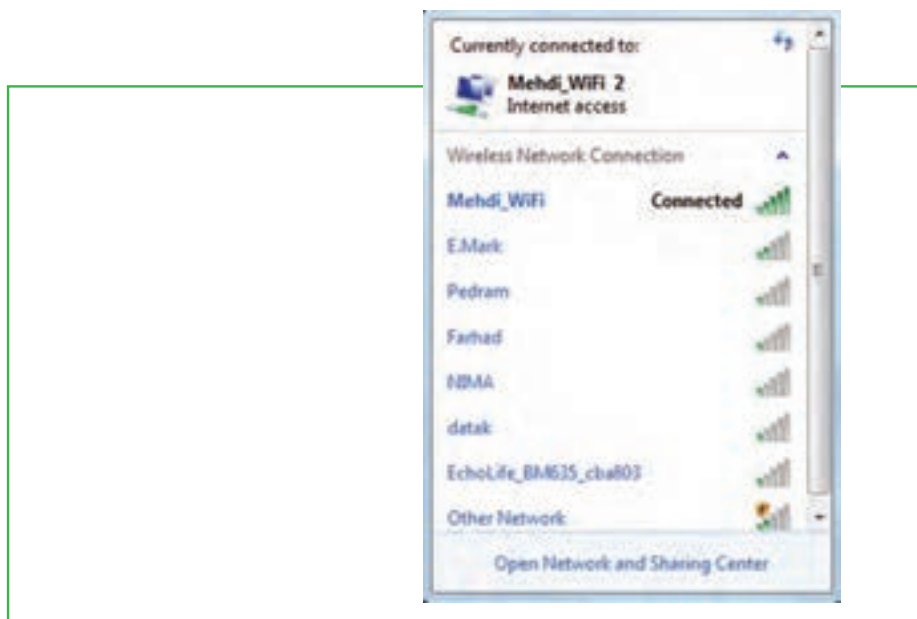 Currently connected to:
Mehdi_WiFi 2
Internet access
Wireless Network Connection
Mehdi_WiFi Connected
E.Mark
Pedram
Farhad
NIMA
datak
EchoLife_BM635_cba803
Other Network
Open Network and Sharing Center